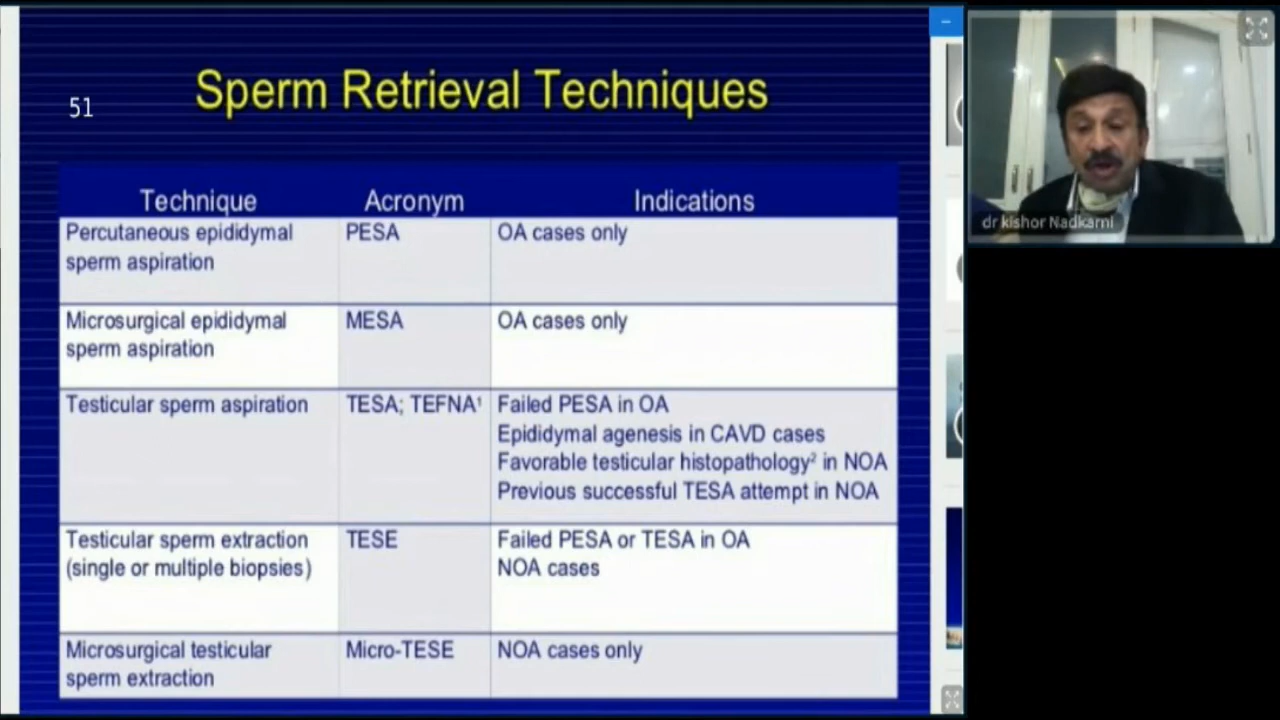 Sperm Retrieval Techniques
51
Technique Acronym Indications
Percutaneous epididymal PESA OA cases only
sperm aspiration
Microsurgical epididymal MESA OA cases only
sperm aspiration
Testicular sperm aspiration TESA; TEFNA¹ Failed PESA in OA
Epididymal agenesis in CAVD cases
Favorable testicular histopathology² in NOA
Previous successful TESA attempt in NOA
Testicular sperm extraction TESE Failed PESA or TESA in OA
(single or multiple biopsies) NOA cases
Microsurgical testicular Micro-TESE NOA cases only
sperm extraction
dr kishor Nadkarni